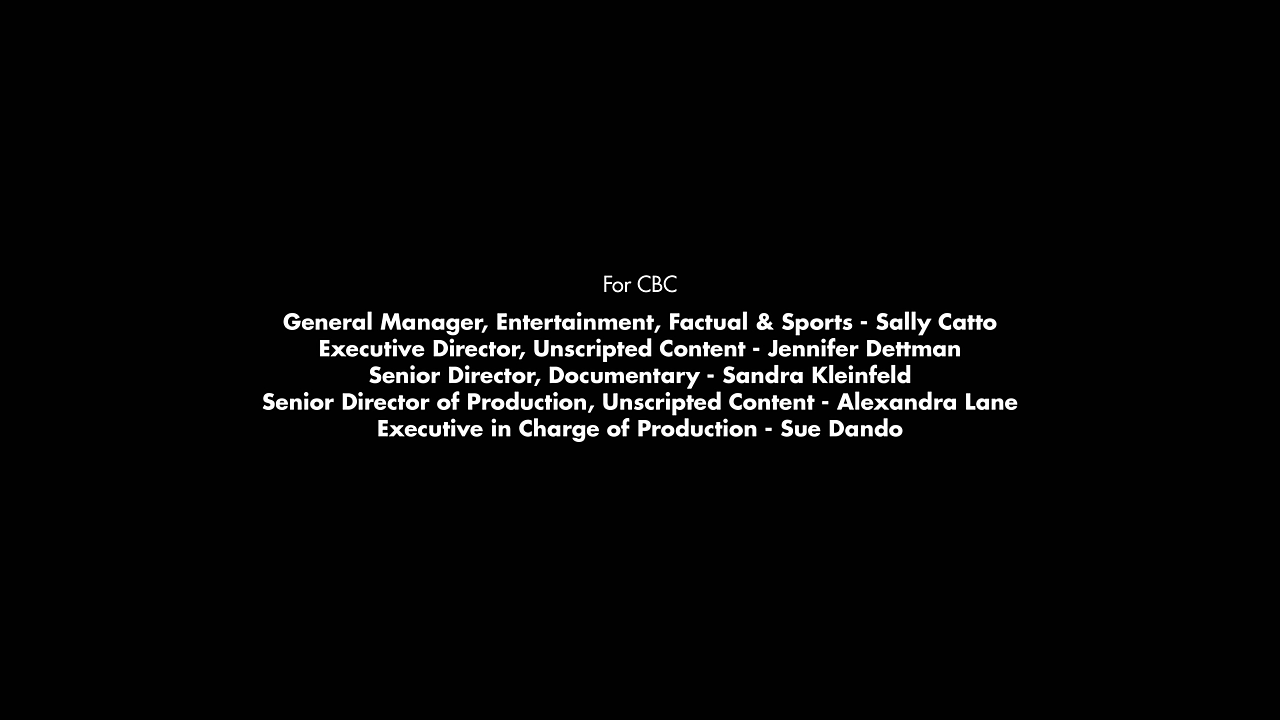 For CBC
General Manager, Entertainment, Factual & Sports - Sally Catto
Executive Director, Unscripted Content - Jennifer Dettman
Senior Director, Documentary - Sandra Kleinfeld
Senior Director of Production, Unscripted Content - Alexandra Lane
Executive in Charge of Production - Sue Dando